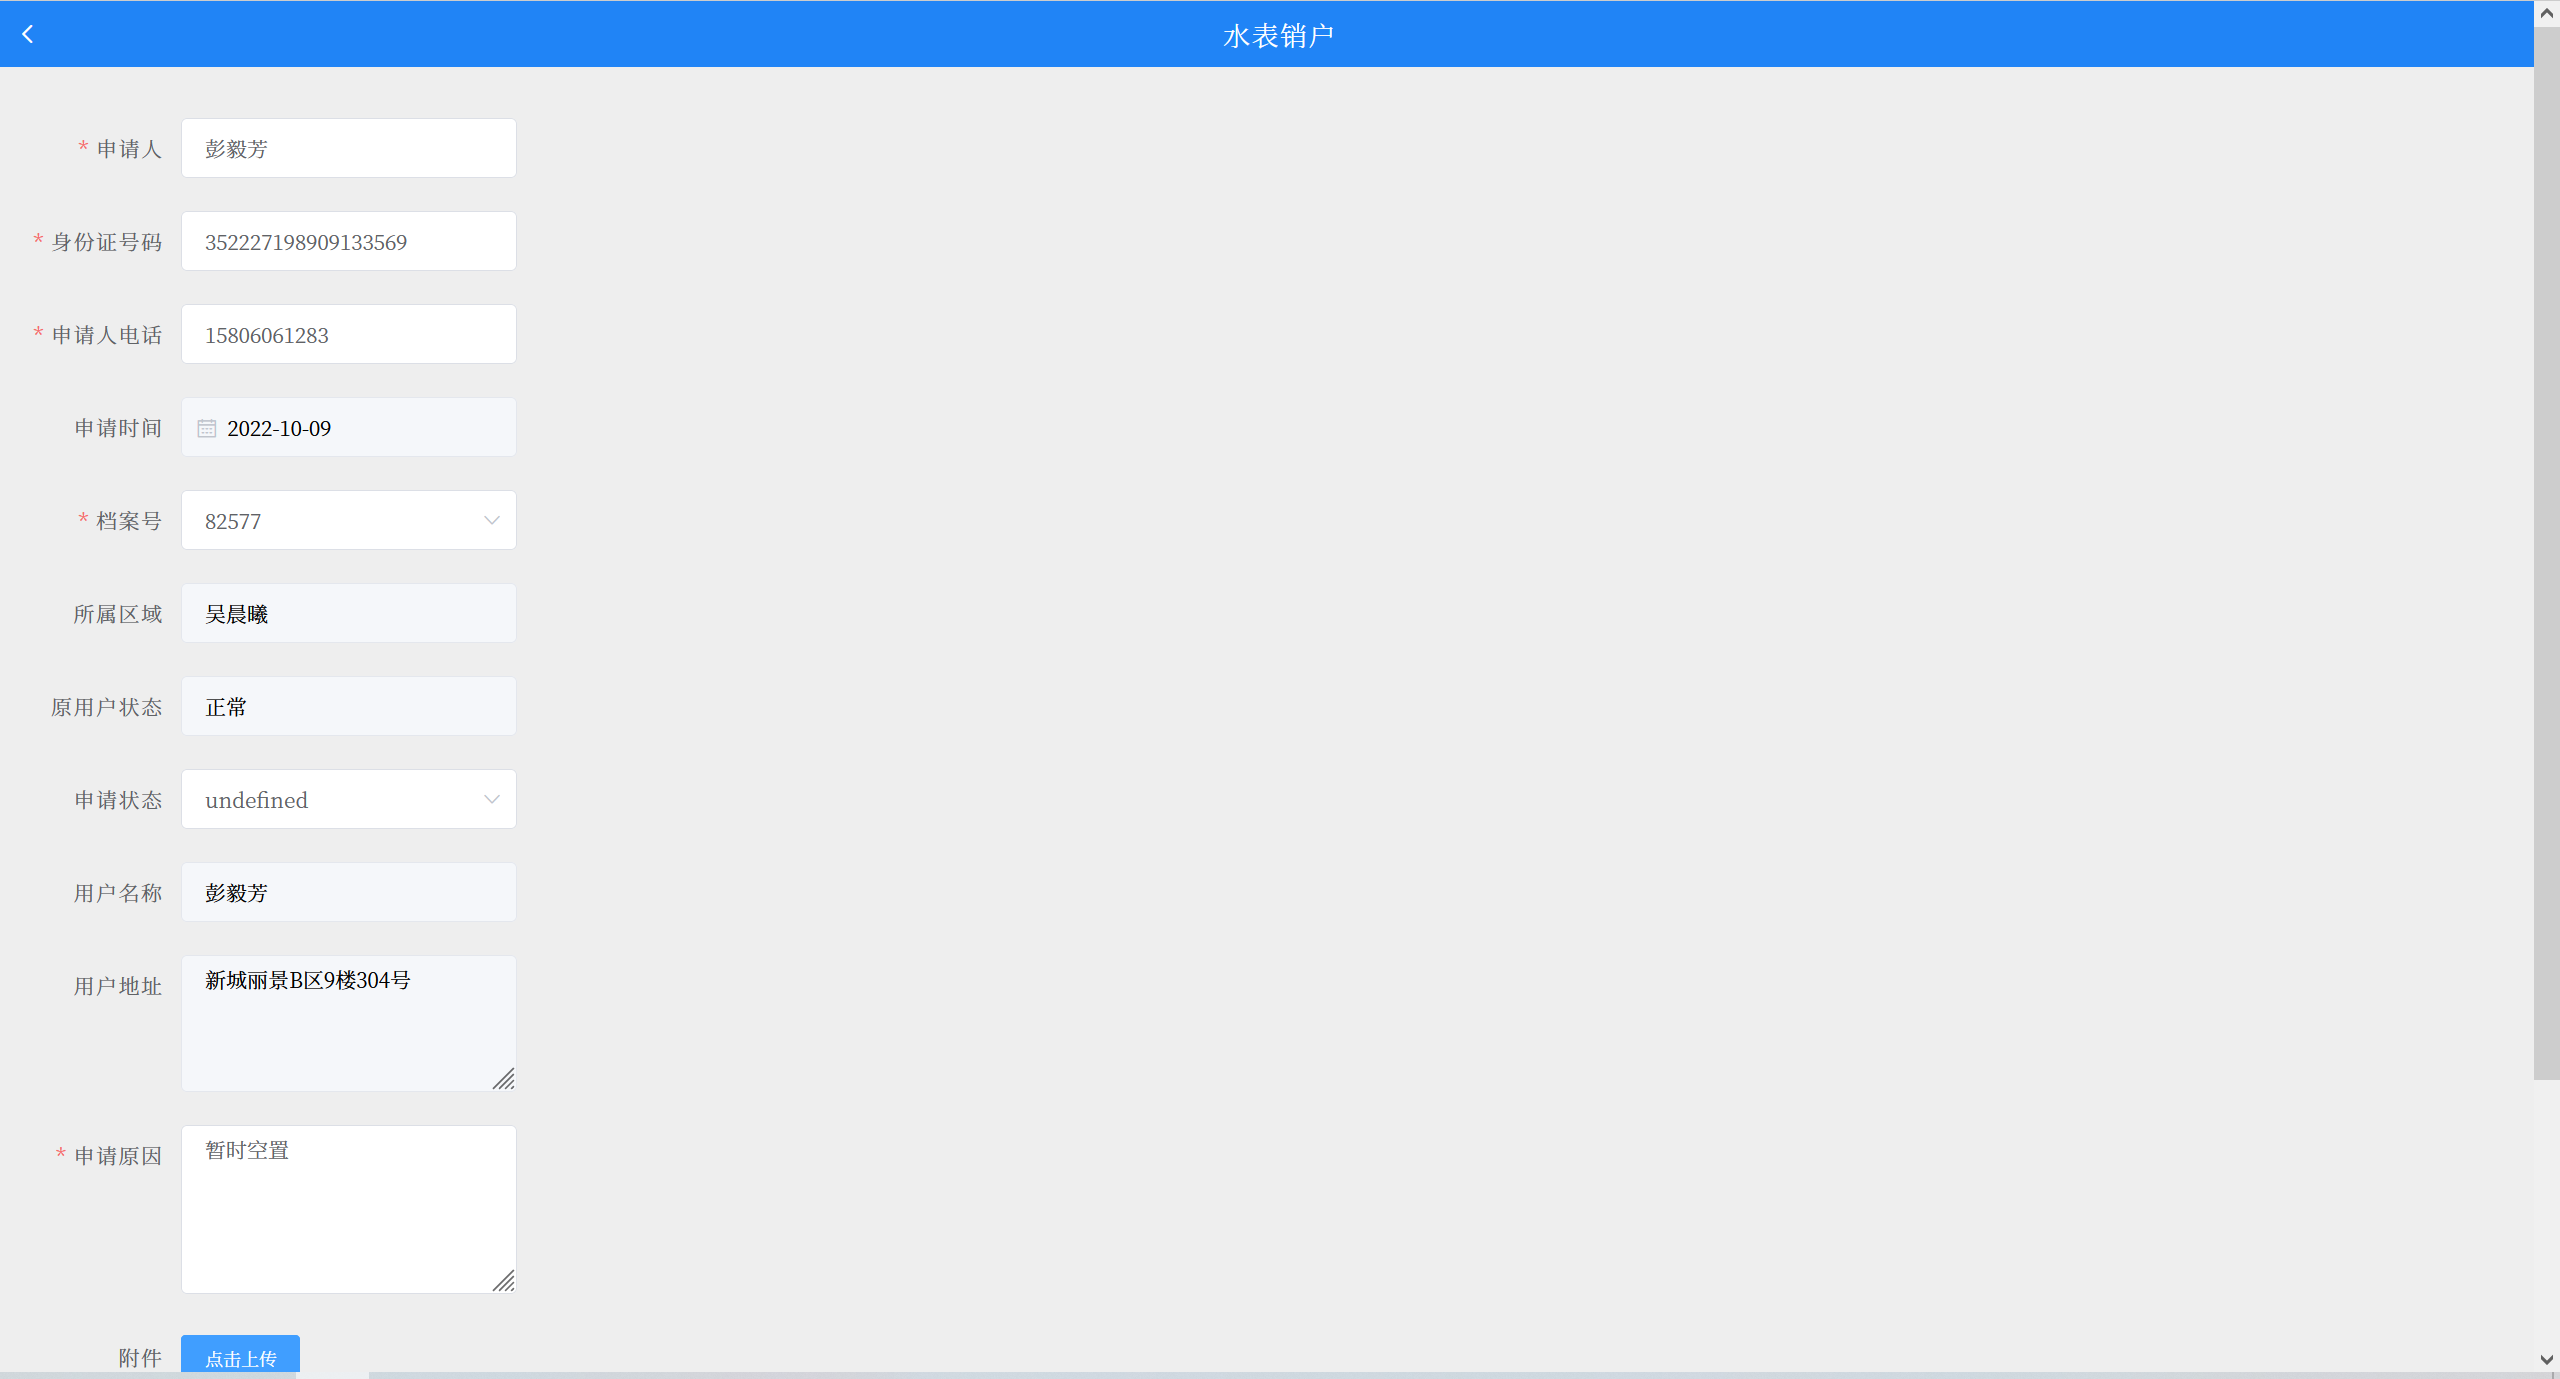 水表销户
* 申请人 彭毅芳
* 身份证号码 352227198909133569
* 申请人电话 15806061283
申请时间 2022-10-09
* 档案号 82577
所属区域 吴晨曦
原用户状态 正常
申请状态 undefined
用户名称 彭毅芳
用户地址 新城丽景B区9楼304号
* 申请原因 暂时空置
附件 点击上传